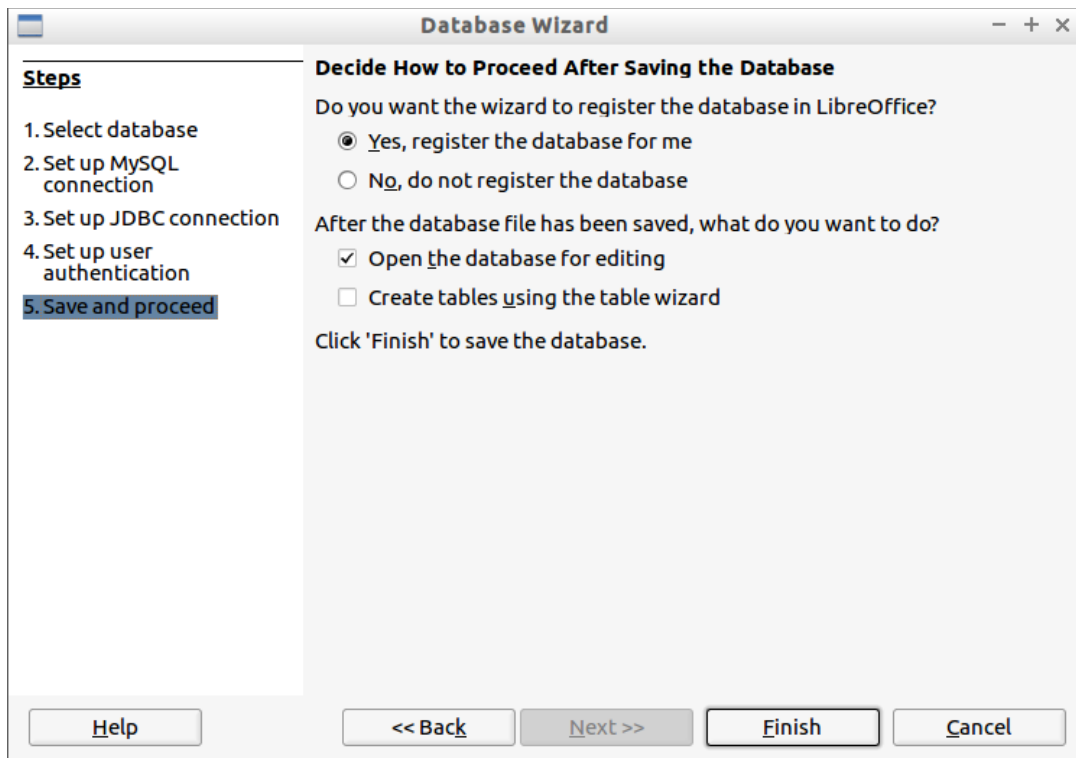 Database Wizard
Steps
1. Select database
2. Set up MySQL
connection
3. Set up JDBC connection
4. Set up user
authentication
5. Save and proceed
Decide How to Proceed After Saving the Database
Do you want the wizard to register the database in LibreOffice?
Yes, register the database for me
No, do not register the database
After the database file has been saved, what do you want to do?
Open the database for editing
Create tables using the table wizard
Click 'Finish' to save the database.
Help
<< Back
Next >>
Finish
Cancel